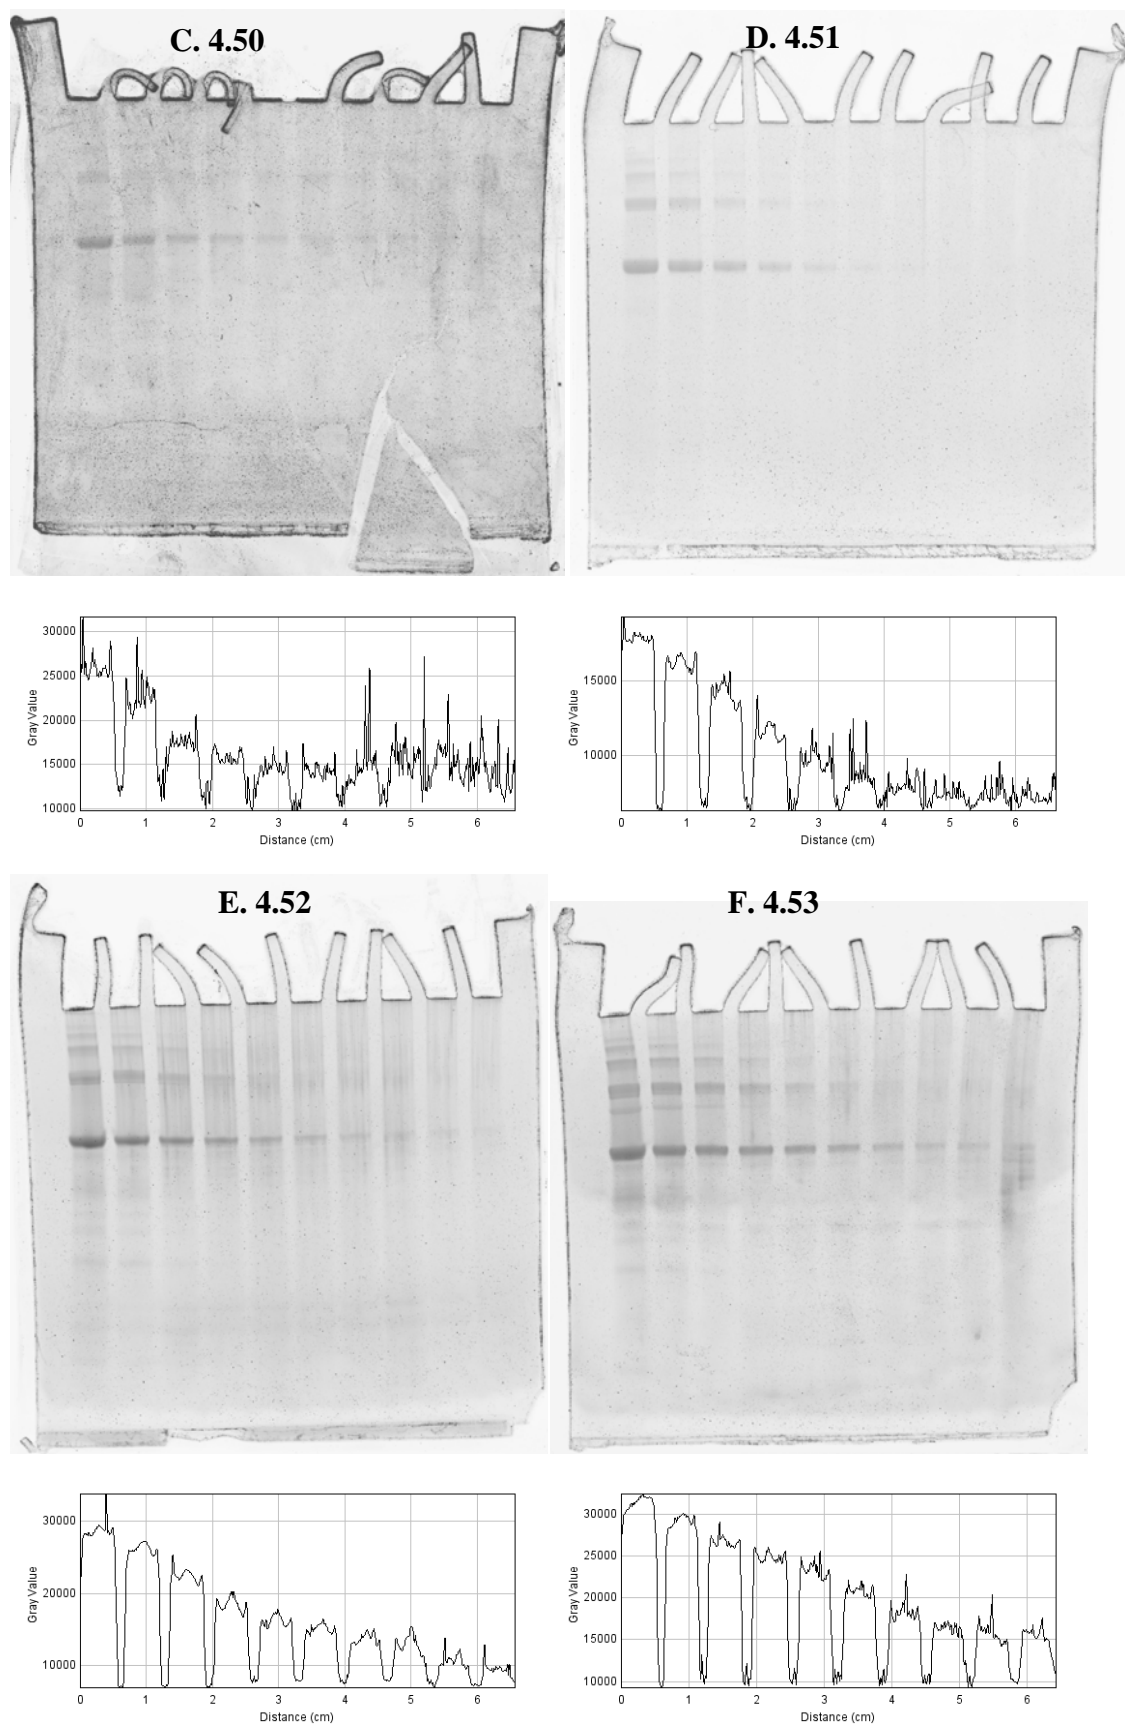 C. 4.50
D. 4.51
30000
25000
20000
15000
10000
Gray Value
0 1 2 3 4 5 6
Distance (cm)
15000
10000
Gray Value
0 1 2 3 4 5 6
Distance (cm)
E. 4.52
F. 4.53
30000
20000
10000
Gray Value
0 1 2 3 4 5 6
Distance (cm)
30000
25000
20000
15000
10000
Gray Value
0 1 2 3 4 5 6
Distance (cm)